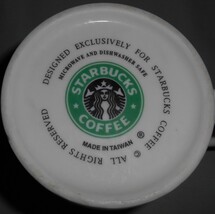 DESIGNED EXCLUSIVELY FOR STARBUCKS COFFEE © ALL RIGHTS RESERVED
MICROWAVE AND DISHWASHER SAFE
STARBUCKS
COFFEE
®
MADE IN TAIWAN